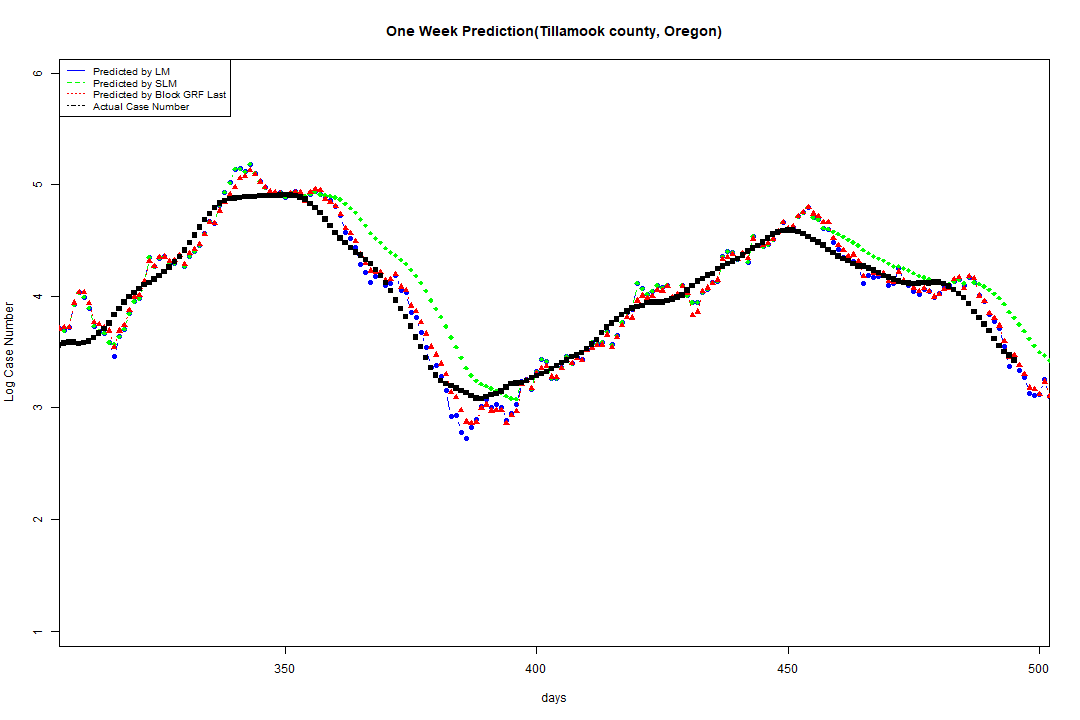 One Week Prediction(Tillamook county, Oregon)
Predicted by LM
Predicted by SLM
Predicted by Block GRF Last
Actual Case Number
6
5
4
3
2
1
Log Case Number
350 400 450 500
days